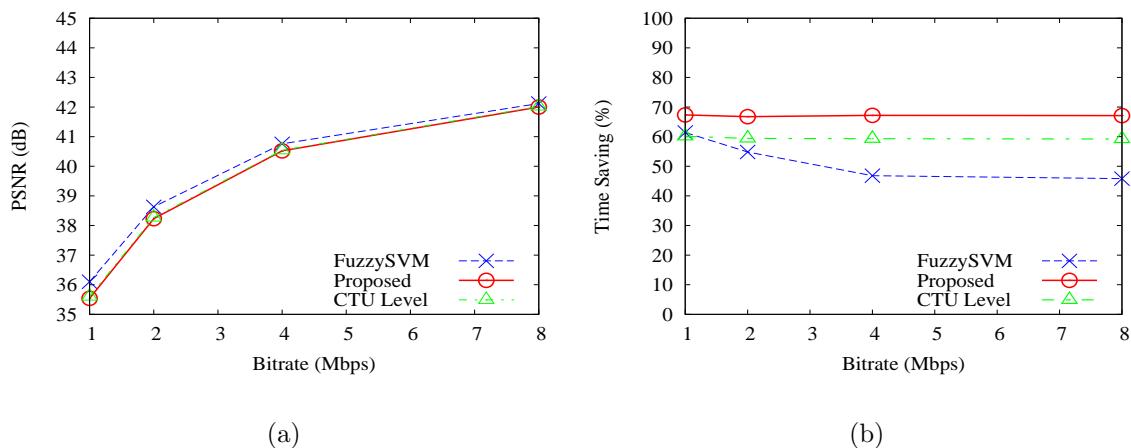 45
44
43
42
41
40
39
38
37
36
35
PSNR (dB)
FuzzySVM
Proposed
CTU Level
1 2 3 4 5 6 7 8
Bitrate (Mbps)
(a)
100
90
80
70
60
50
40
30
20
10
0
Time Saving (%)
FuzzySVM
Proposed
CTU Level
1 2 3 4 5 6 7 8
Bitrate (Mbps)
(b)